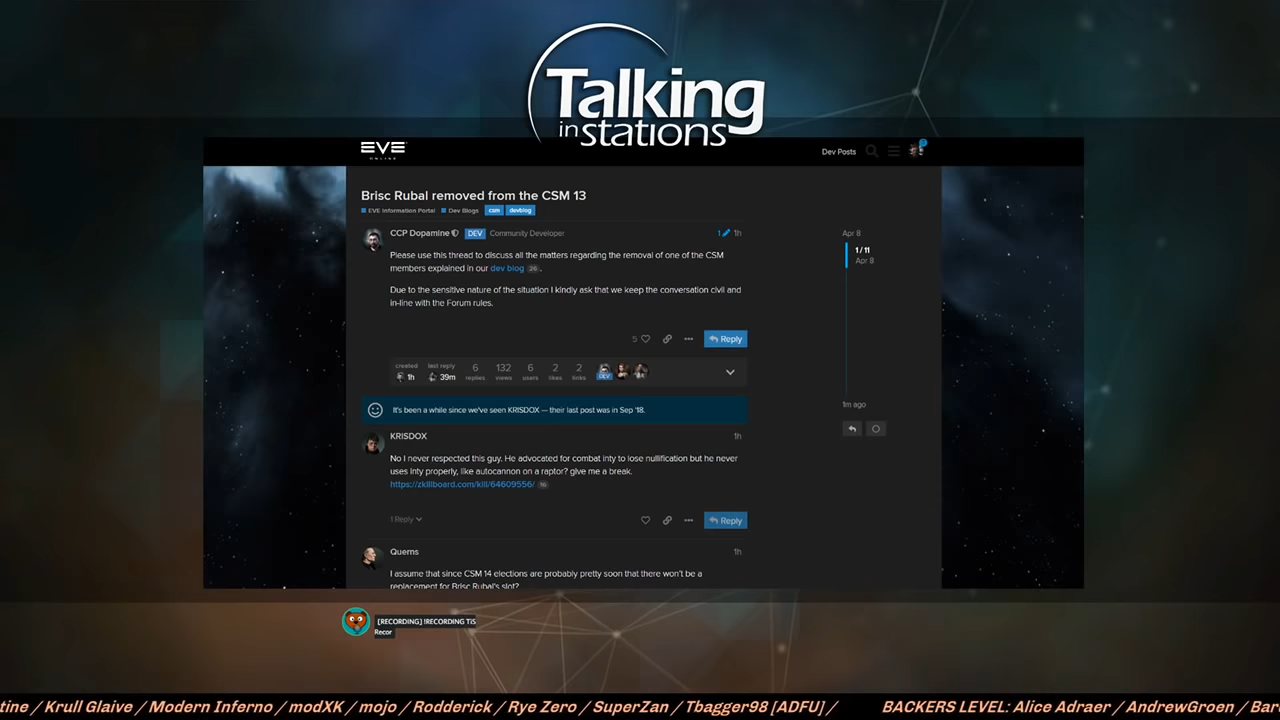 Talking
in stations
EVE
ONLINE
Dev Posts
Brisc Rubal removed from the CSM 13
EVE Information Portal Dev Blogs csm devblog
CCP Dopamine DEV Community Developer 1 1h
Please use this thread to discuss all the matters regarding the removal of one of the CSM
members explained in our dev blog 26 .
Due to the sensitive nature of the situation I kindly ask that we keep the conversation civil and
in-line with the Forum rules.
5 Reply
created last reply 6 132 6 2 2
1h 39m replies views users likes links DEV
It's been a while since we've seen KRISDOX — their last post was in Sep '18.
KRISDOX 1h
No I never respected this guy. He advocated for combat inty to lose nullification but he never
uses inty properly, like autocannon on a raptor? give me a break.
https://zkillboard.com/kill/64609556/ 16
1 Reply Reply
Querns 1h
I assume that since CSM 14 elections are probably pretty soon that there won't be a
replacement for Brisc Rubal's slot?
Apr 8
1 / 11
Apr 8
1m ago
[RECORDING] !RECORDING TiS
Recor
tine / Krull Glaive / Modern Inferno / modXK / mojo / Rodderick / Rye Zero / SuperZan / Tbagger98 [ADFU] / BACKERS LEVEL: Alice Adraer / AndrewGroen / Bar